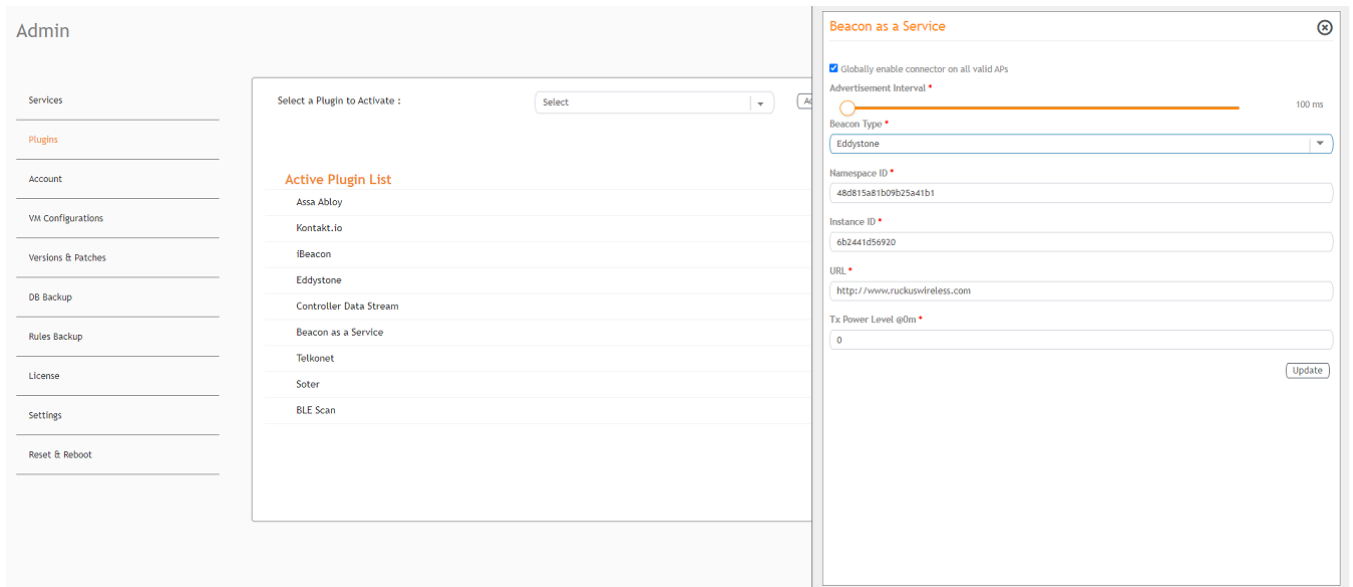 Admin
Services
Plugins
Account
VM Configurations
Versions & Patches
DB Backup
Rules Backup
License
Settings
Reset & Reboot
Select a Plugin to Activate :
Select
Active Plugin List
Assa Abloy
Kontakt.io
iBeacon
Eddystone
Controller Data Stream
Beacon as a Service
Telkonet
Soter
BLE Scan
Beacon as a Service
Globally enable connector on all valid APs
Advertisement Interval *
100 ms
Beacon Type *
Eddystone
Namespace ID *
48d815a81b09b25a41b1
Instance ID *
6b2441d56920
URL *
http://www.ruckuswireless.com
Tx Power Level @0m *
0
Update